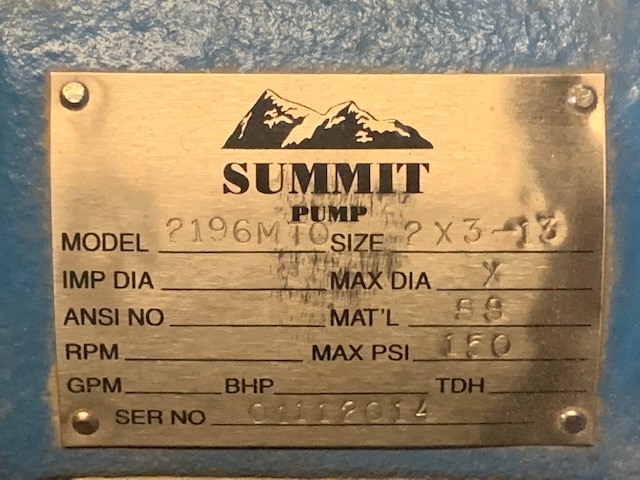 SUMMIT
PUMP
MODEL 2196MTO SIZE 2X3-13
IMP DIA MAX DIA X
ANSI NO MAT'L SS
RPM MAX PSI 150
GPM BHP TDH
SER NO 01112014